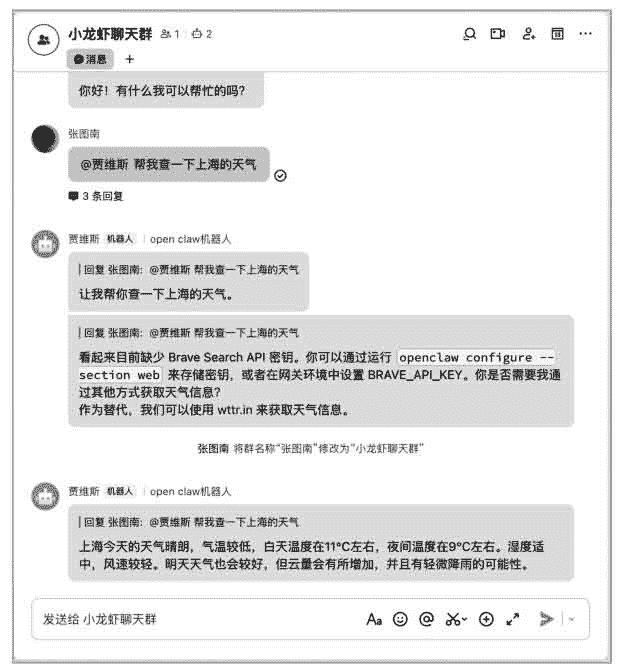 小龙虾聊天群 1 2
消息 +
你好！有什么我可以帮忙的吗？
张图南
@贾维斯 帮我查一下上海的天气
3 条回复
贾维斯 机器人 | open claw机器人
| 回复 张图南: @贾维斯 帮我查一下上海的天气
让我帮你查一下上海的天气。
| 回复 张图南: @贾维斯 帮我查一下上海的天气
看起来目前缺少 Brave Search API 密钥。你可以通过运行 openclaw configure --
section web 来存储密钥，或者在网关环境中设置 BRAVE_API_KEY。你是否需要我通
过其他方式获取天气信息？
作为替代，我们可以使用 wttr.in 来获取天气信息。
张图南 将群名称“张图南”修改为“小龙虾聊天群”
贾维斯 机器人 | open claw机器人
| 回复 张图南: @贾维斯 帮我查一下上海的天气
上海今天的天气晴朗，气温较低，白天温度在11°C左右，夜间温度在9°C左右。湿度适
中，风速较轻。明天天气也会较好，但云量会有所增加，并且有轻微降雨的可能性。
发送给 小龙虾聊天群 Aa